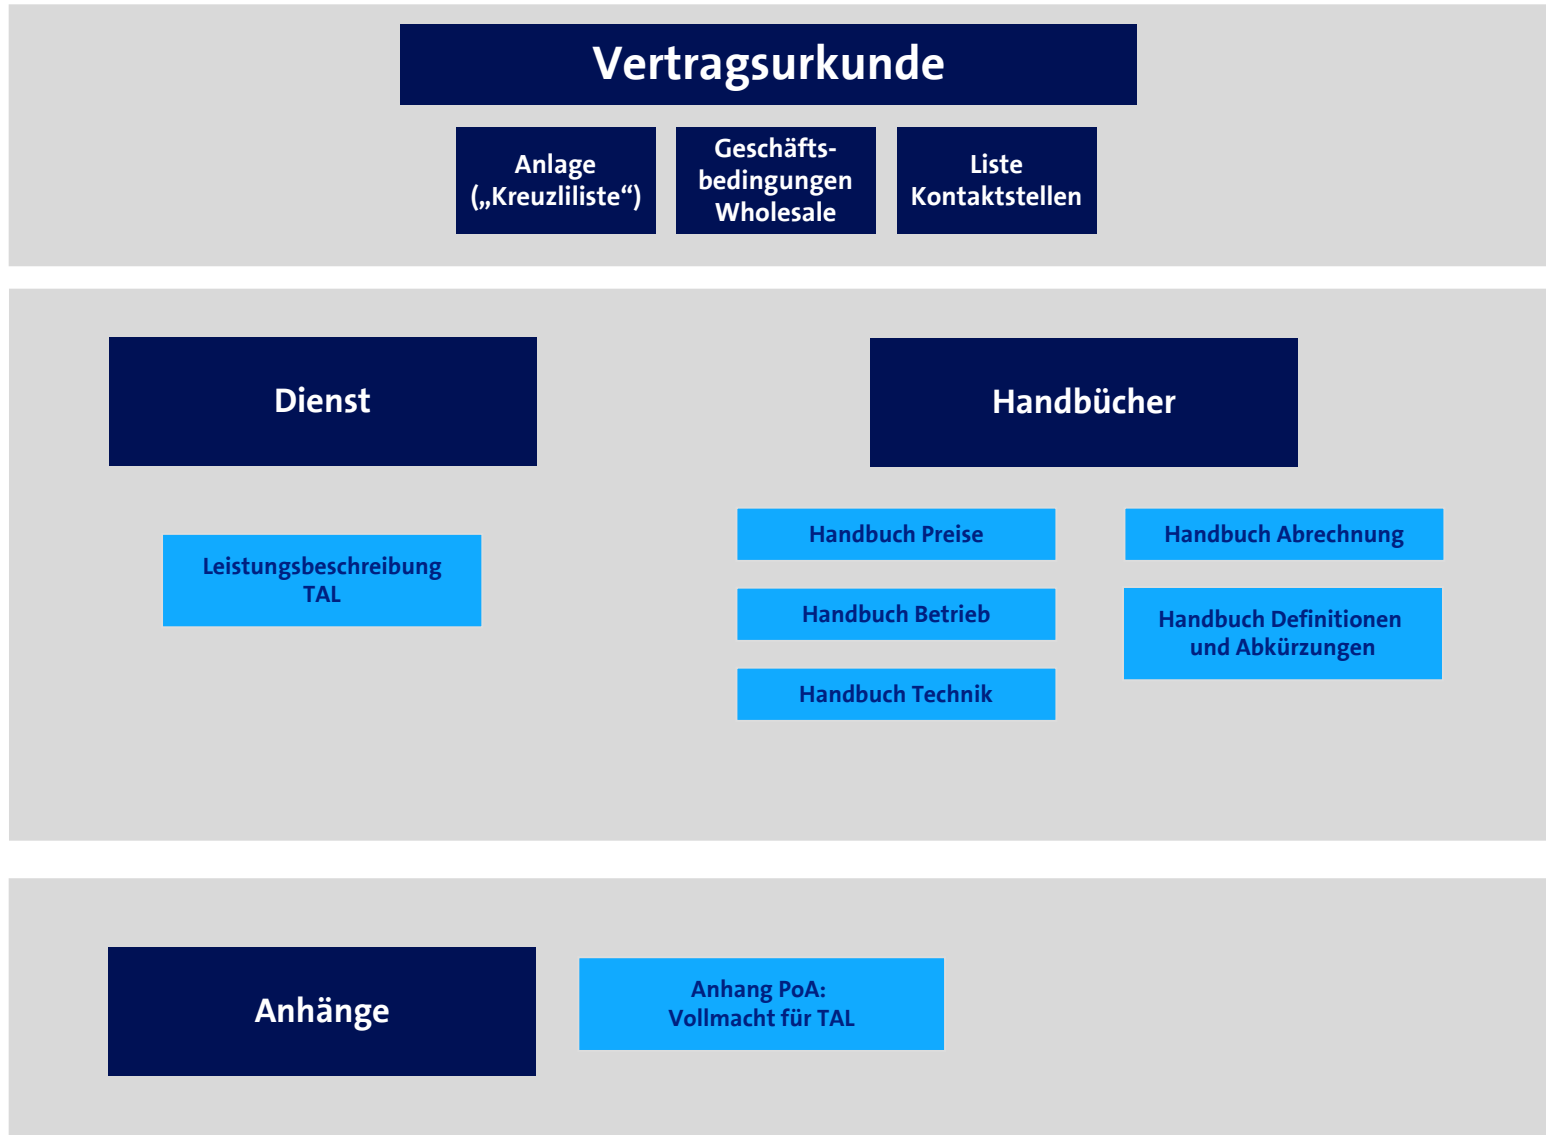 Vertragsurkunde
Anlage
(„Kreuzliliste“)
Geschäfts-
bedingungen
Wholesale
Liste
Kontaktstellen
Dienst
Leistungsbeschreibung
TAL
Handbücher
Handbuch Preise
Handbuch Betrieb
Handbuch Technik
Handbuch Abrechnung
Handbuch Definitionen
und Abkürzungen
Anhänge
Anhang PoA:
Vollmacht für TAL